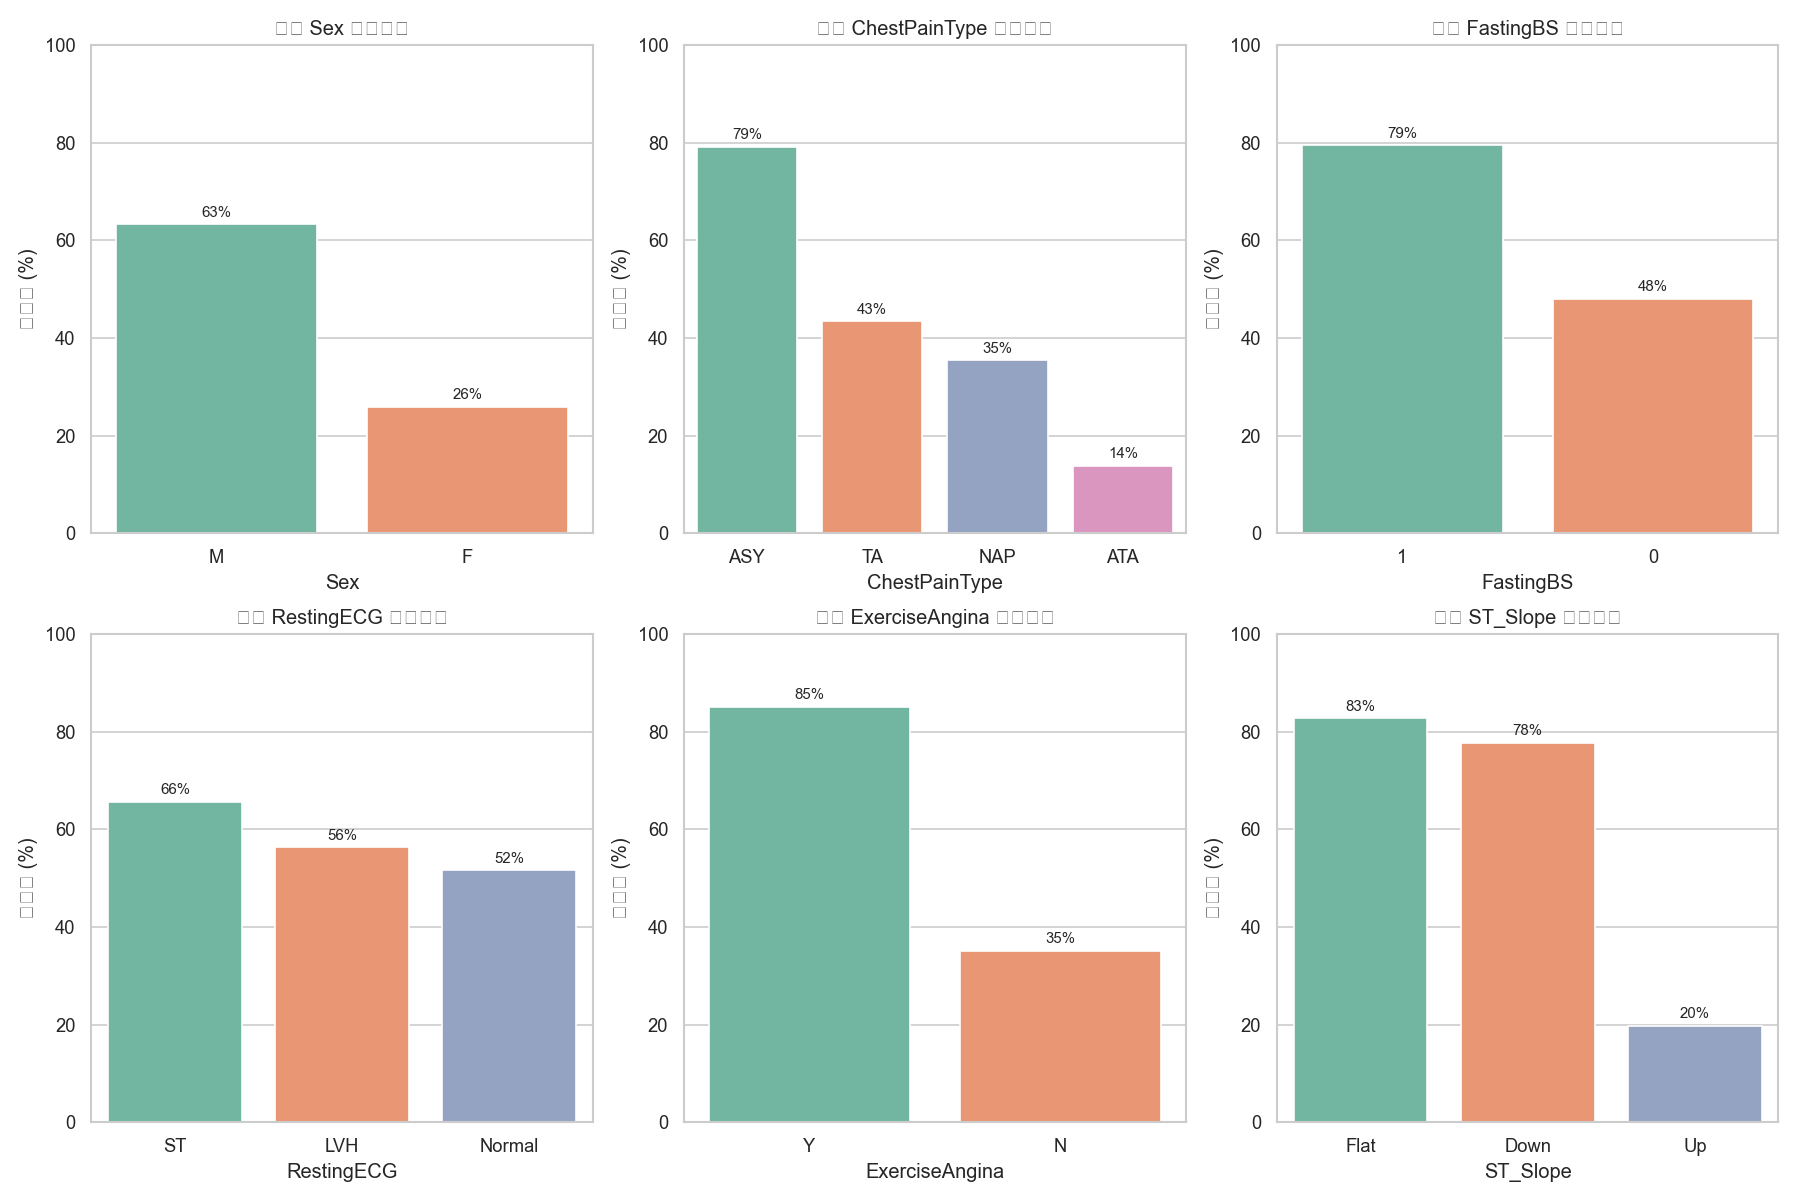 Sex
100
80
60
40
20
0
(%)
63%
26%
M
F
Sex
ChestPainType
100
80
60
40
20
0
(%)
79%
43%
35%
14%
ASY
TA
NAP
ATA
ChestPainType
FastingBS
100
80
60
40
20
0
(%)
79%
48%
1
0
FastingBS
RestingECG
100
80
60
40
20
0
(%)
66%
56%
52%
ST
LVH
Normal
RestingECG
ExerciseAngina
100
80
60
40
20
0
(%)
85%
35%
Y
N
ExerciseAngina
ST_Slope
100
80
60
40
20
0
(%)
83%
78%
20%
Flat
Down
Up
ST_Slope